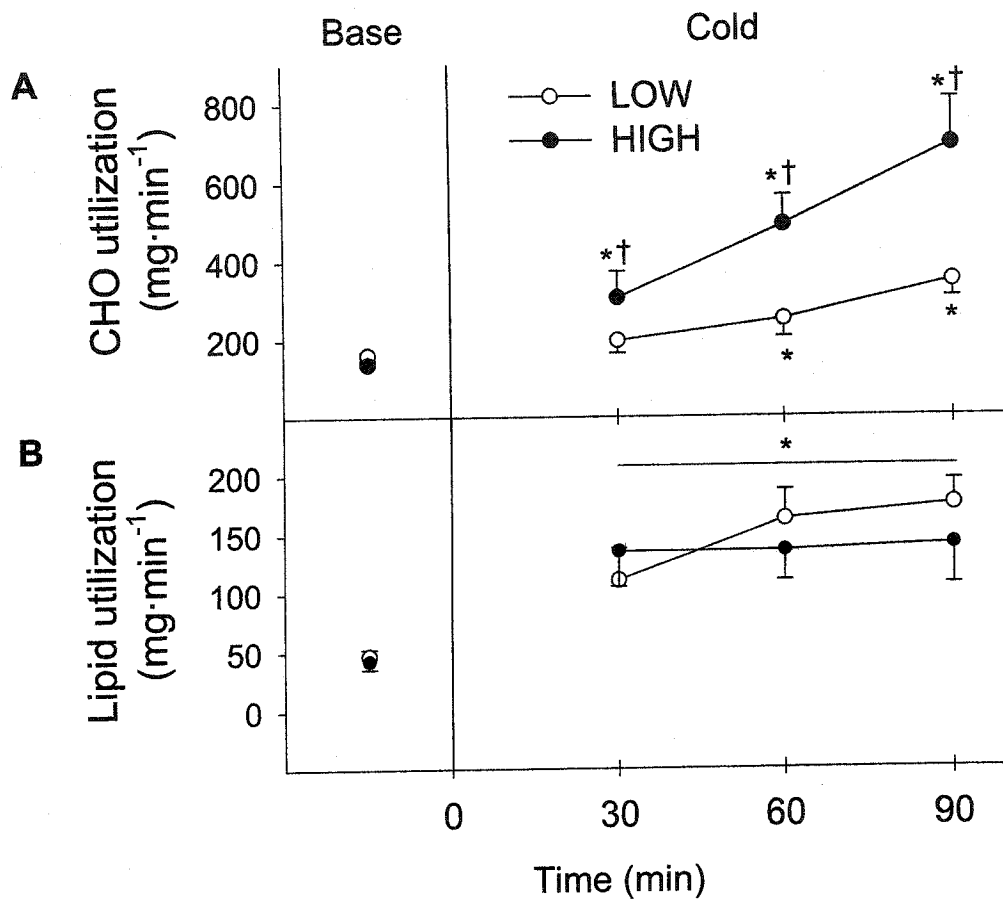 Base
Cold
A
CHO utilization
(mg·min⁻¹)
800
600
400
200
LOW
HIGH
*†
*†
*†
*
*
B
Lipid utilization
(mg·min⁻¹)
200
150
100
50
0
*
0
30
60
90
Time (min)